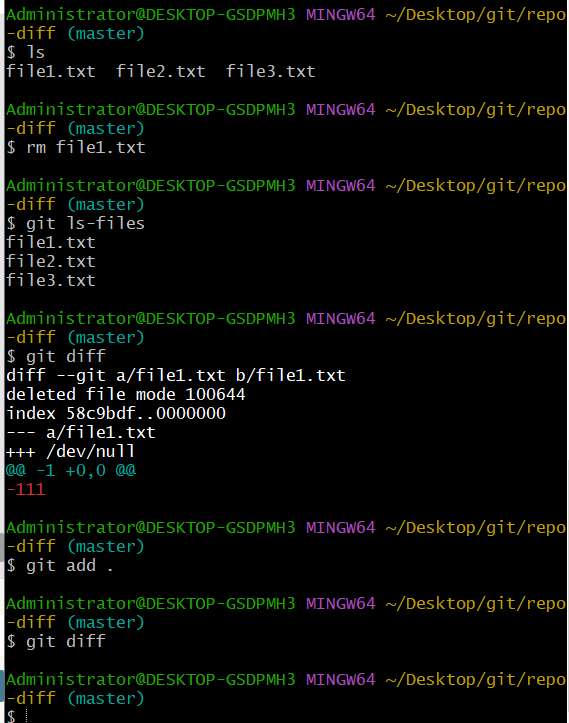 Administrator@DESKTOP-GSDPMH3 MINGW64 ~/Desktop/git/repo
-diff (master)
$ ls
file1.txt  file2.txt  file3.txt
Administrator@DESKTOP-GSDPMH3 MINGW64 ~/Desktop/git/repo
-diff (master)
$ rm file1.txt
Administrator@DESKTOP-GSDPMH3 MINGW64 ~/Desktop/git/repo
-diff (master)
$ git ls-files
file1.txt
file2.txt
file3.txt
Administrator@DESKTOP-GSDPMH3 MINGW64 ~/Desktop/git/repo
-diff (master)
$ git diff
diff --git a/file1.txt b/file1.txt
deleted file mode 100644
index 58c9bdf..0000000
--- a/file1.txt
+++ /dev/null
@@ -1 +0,0 @@
-111
Administrator@DESKTOP-GSDPMH3 MINGW64 ~/Desktop/git/repo
-diff (master)
$ git add .
Administrator@DESKTOP-GSDPMH3 MINGW64 ~/Desktop/git/repo
-diff (master)
$ git diff
Administrator@DESKTOP-GSDPMH3 MINGW64 ~/Desktop/git/repo
-diff (master)
$